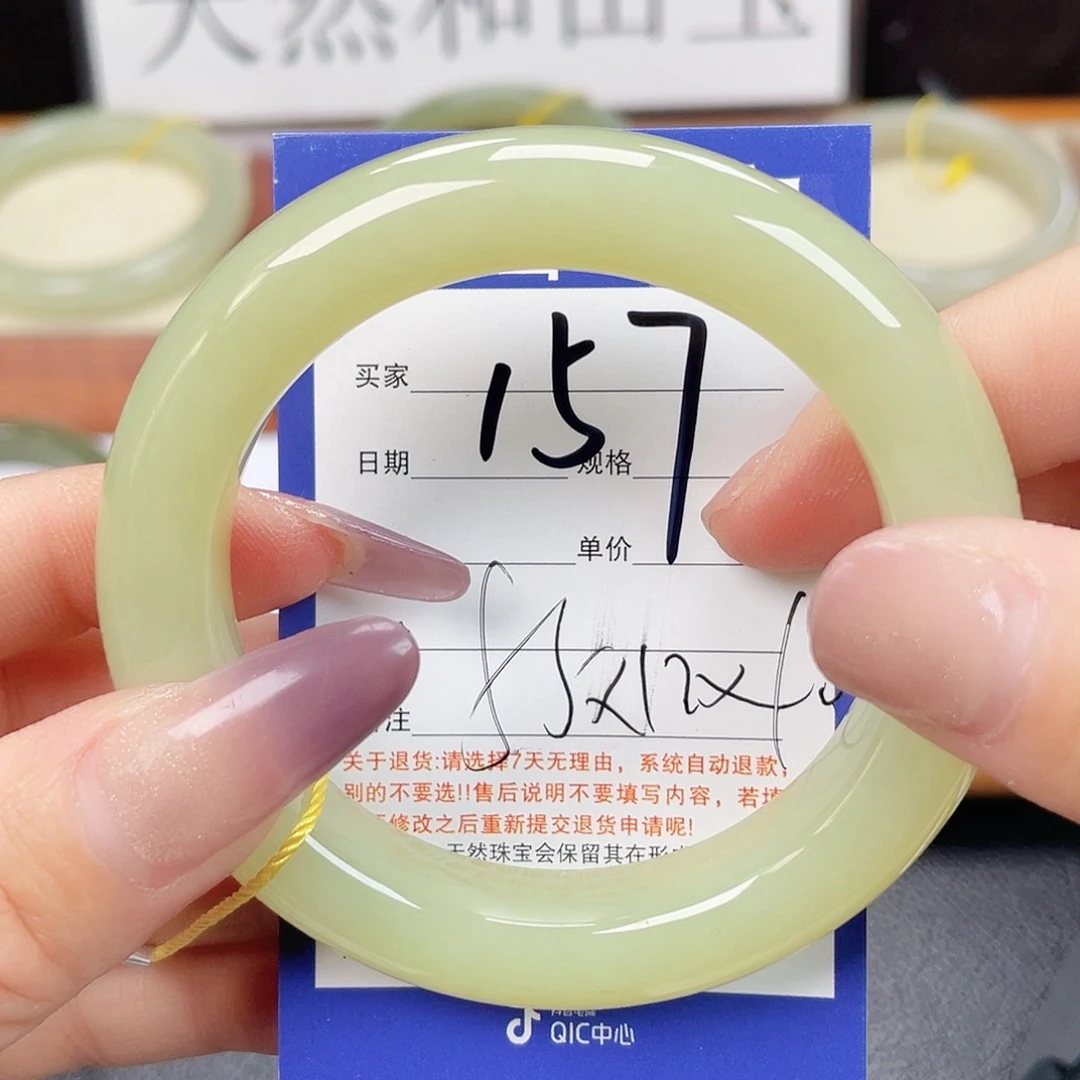 天然和田玉
157
买家
日期 规格
单价
注
关于退货:请选择7天无理由，系统自动退款，
别的不要选!!售后说明不要填写内容，若填
修改之后重新提交退货申请呢!
天然珠宝会保留其在形
抖音电商
QIC中心